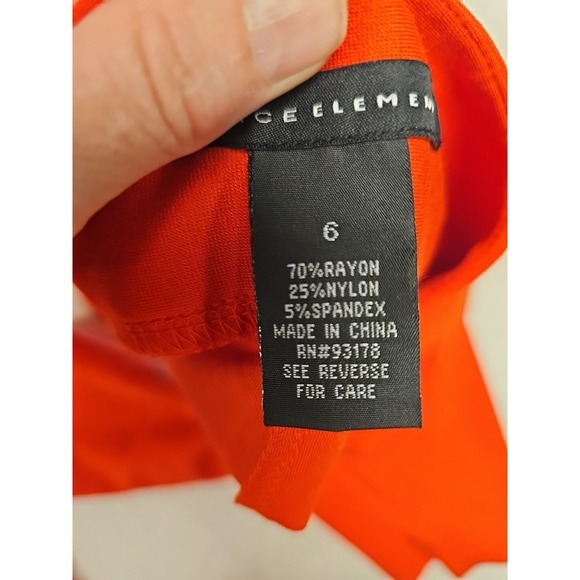 6
70%RAYON
25%NYLON
5%SPANDEX
MADE IN CHINA
RN#93178
SEE REVERSE
FOR CARE